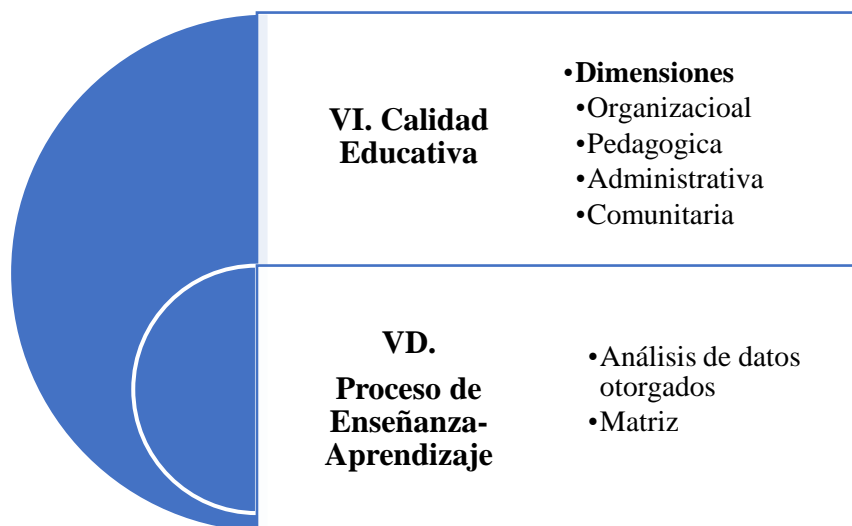 VI. Calidad
Educativa
•Dimensiones
•Organizacioal
•Pedagogica
•Administrativa
•Comunitaria
VD.
Proceso de
Enseñanza-
Aprendizaje
•Análisis de datos
otorgados
•Matriz